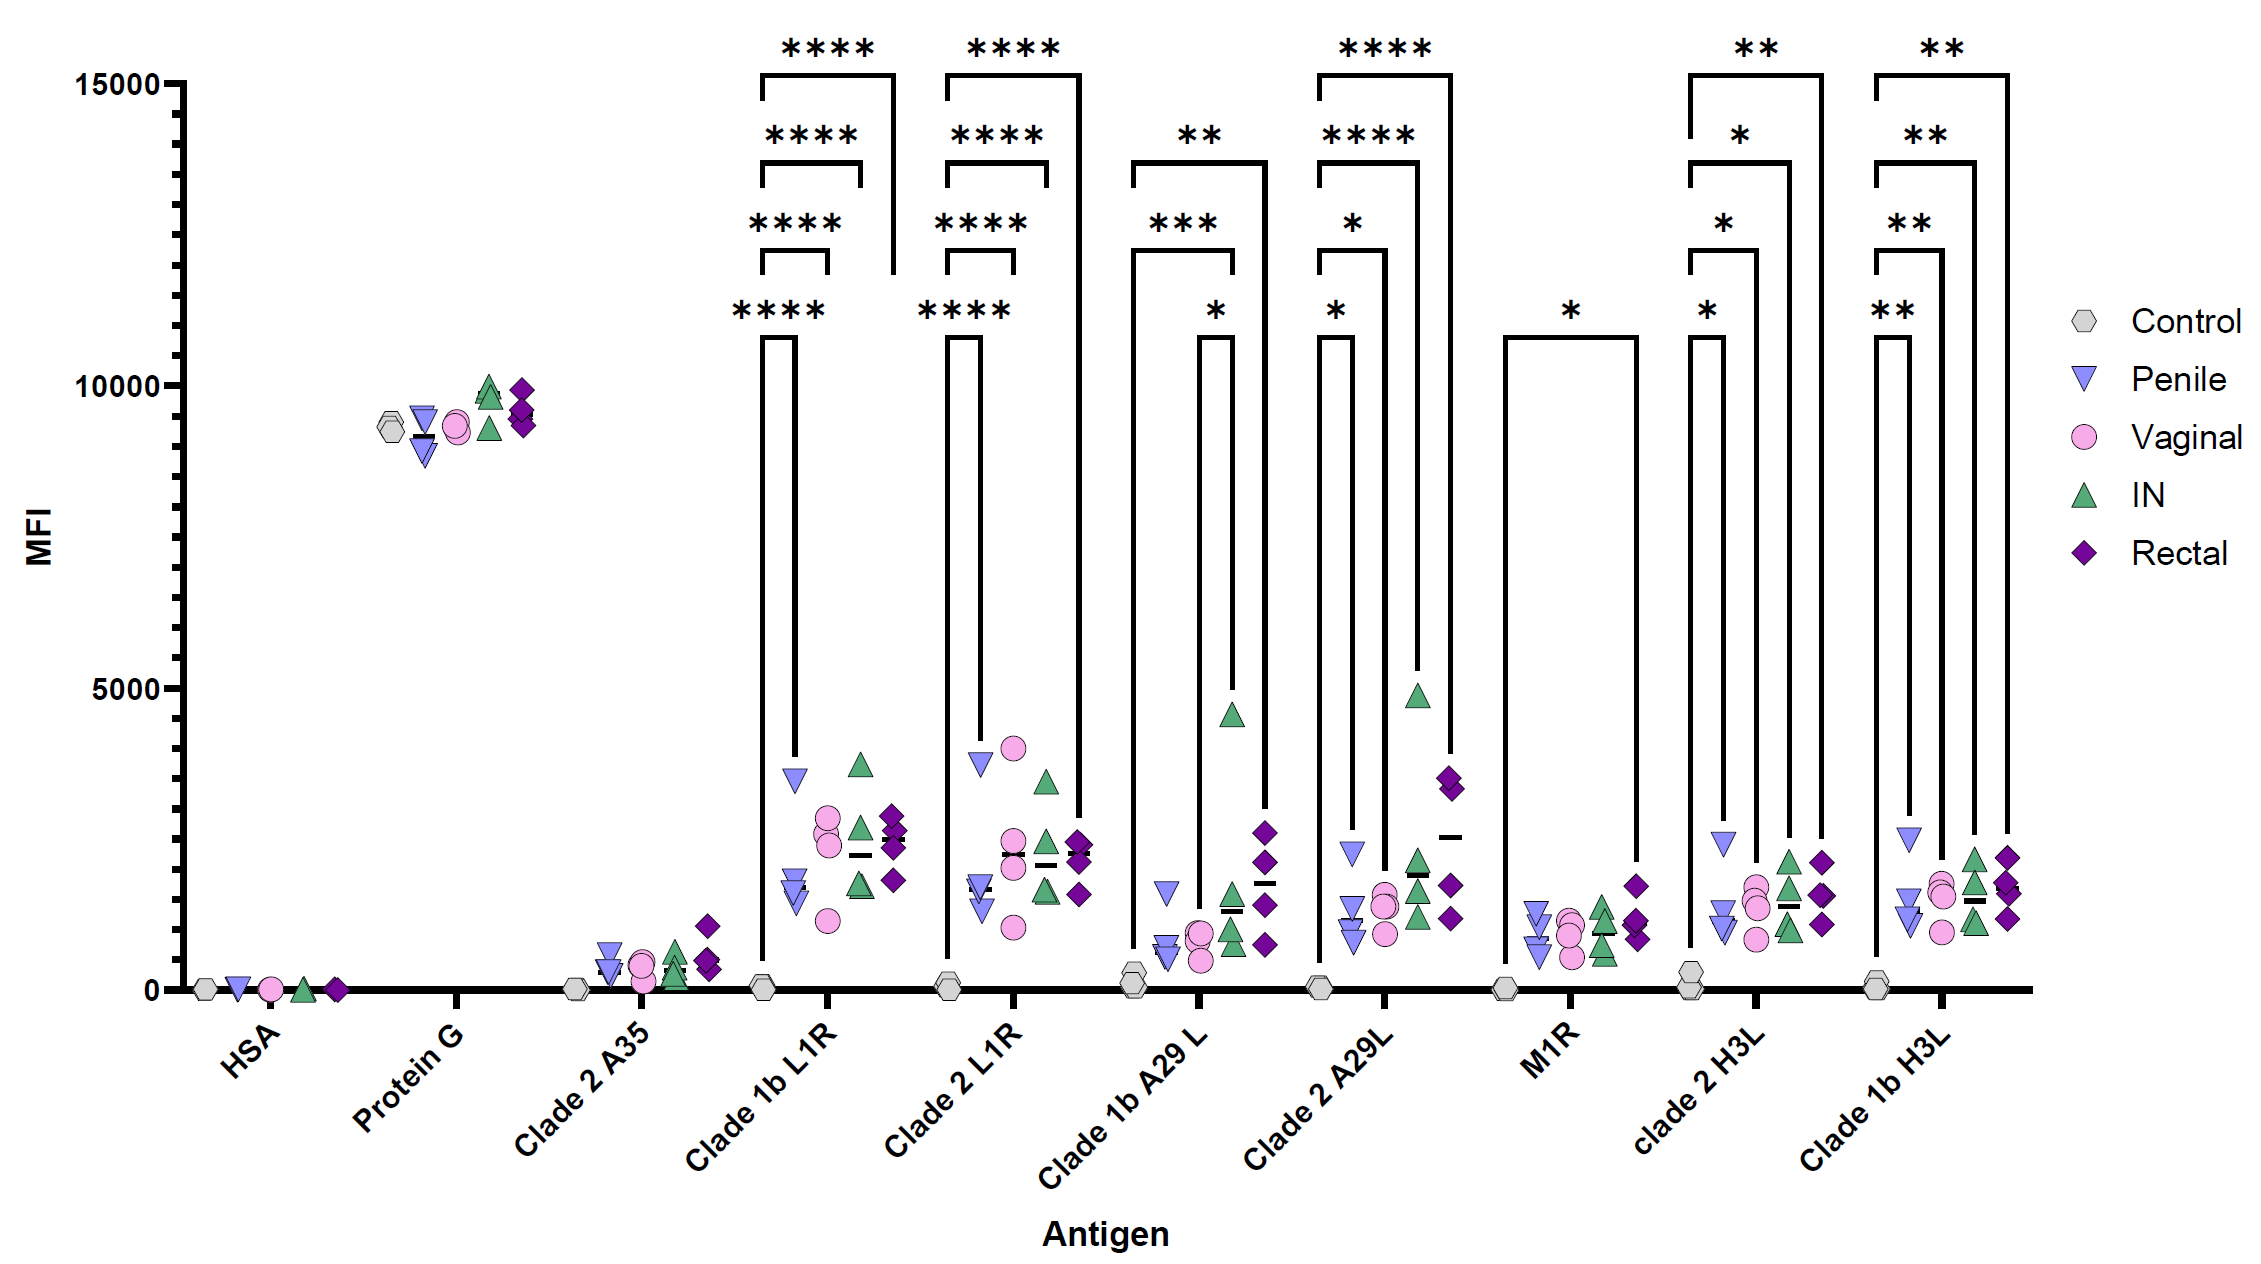 **** **** **** ** **
15000
**** **** ** **** * **
**** **** *** * * **
**** **** * * * * **
Control
10000
Penile
Vaginal
IN
MFI
Rectal
5000
0
HSA
Protein G
Clade 2 A35
Clade 1b L1R
Clade 2 L1R
Clade 1b A29 L
Clade 2 A29L
M1R
clade 2 H3L
Clade 1b H3L
Antigen